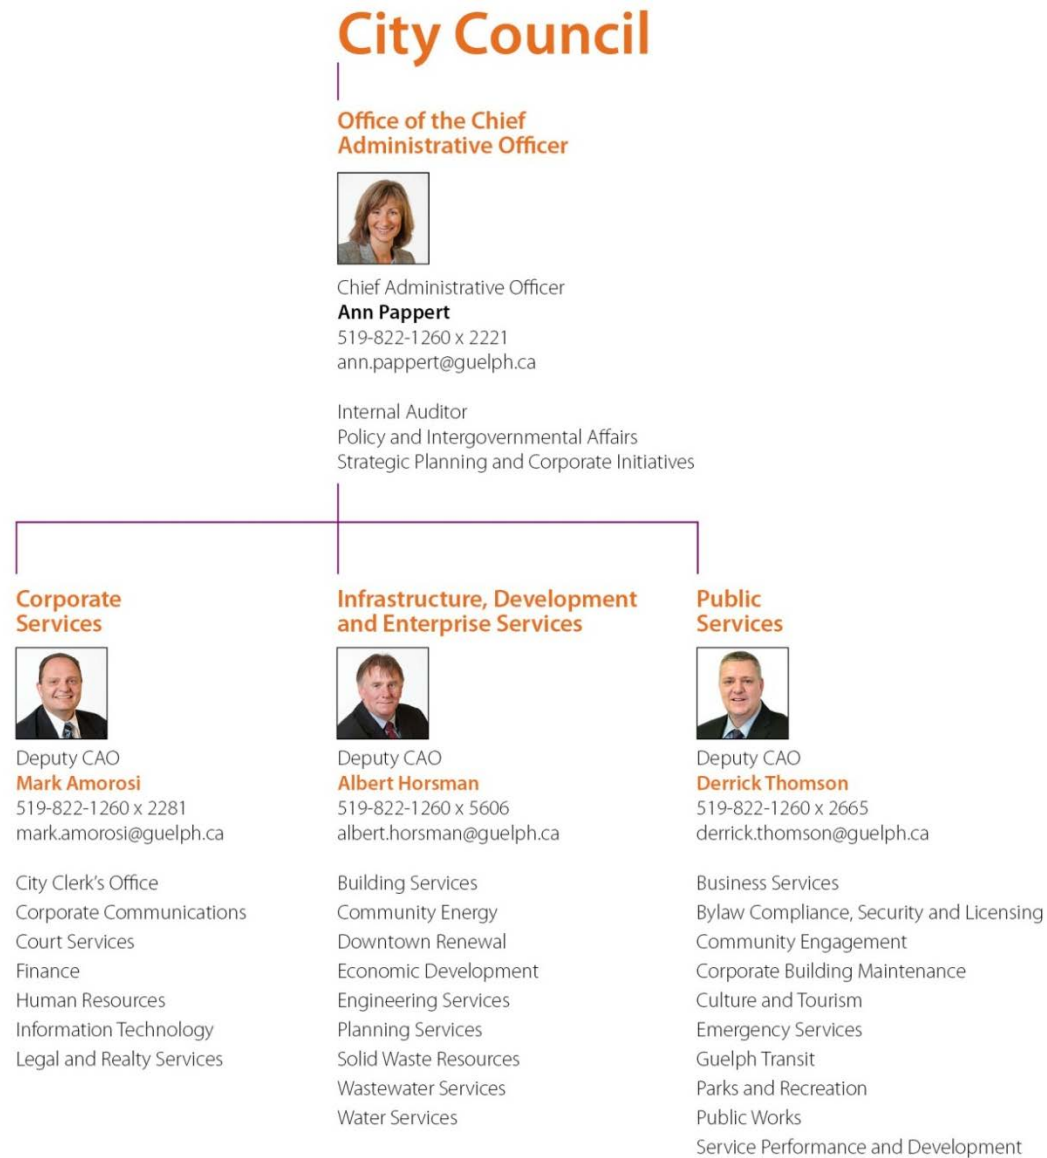 City Council
Office of the Chief
Administrative Officer
Chief Administrative Officer
Ann Pappert
519-822-1260 x 2221
ann.pappert@guelph.ca
Internal Auditor
Policy and Intergovernmental Affairs
Strategic Planning and Corporate Initiatives
Corporate
Services
Deputy CAO
Mark Amorosi
519-822-1260 x 2281
mark.amorosi@guelph.ca
City Clerk's Office
Corporate Communications
Court Services
Finance
Human Resources
Information Technology
Legal and Realty Services
Infrastructure, Development
and Enterprise Services
Deputy CAO
Albert Horsman
519-822-1260 x 5606
albert.horsman@guelph.ca
Building Services
Community Energy
Downtown Renewal
Economic Development
Engineering Services
Planning Services
Solid Waste Resources
Wastewater Services
Water Services
Public
Services
Deputy CAO
Derrick Thomson
519-822-1260 x 2665
derrick.thomson@guelph.ca
Business Services
Bylaw Compliance, Security and Licensing
Community Engagement
Corporate Building Maintenance
Culture and Tourism
Emergency Services
Guelph Transit
Parks and Recreation
Public Works
Service Performance and Development